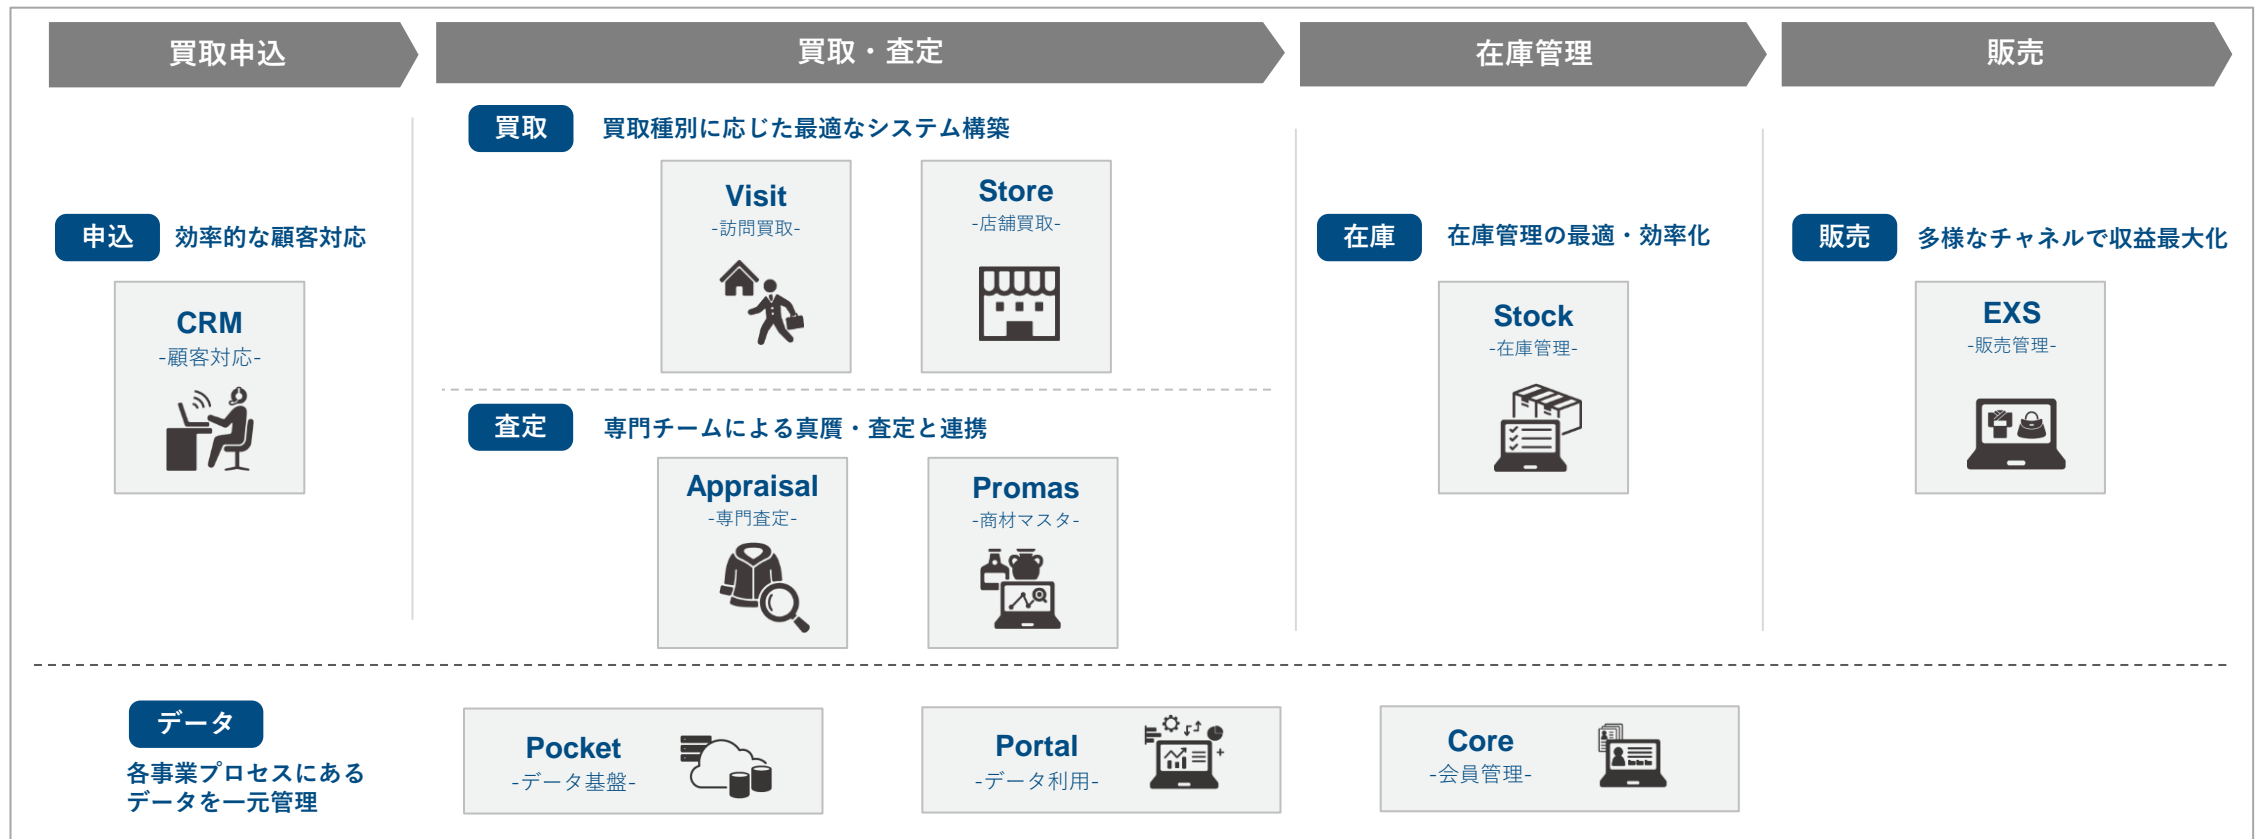 買取申込
買取・査定
在庫管理
販売
申込
効率的な顧客対応
CRM
-顧客対応-
買取
買取種別に応じた最適なシステム構築
Visit
-訪問買取-
Store
-店舗買取-
査定
専門チームによる真贋・査定と連携
Appraisal
-専門査定-
Promas
-商材マスタ-
在庫
在庫管理の最適・効率化
Stock
-在庫管理-
販売
多様なチャネルで収益最大化
EXS
-販売管理-
データ
各事業プロセスにある
データを一元管理
Pocket
-データ基盤-
Portal
-データ利用-
Core
-会員管理-